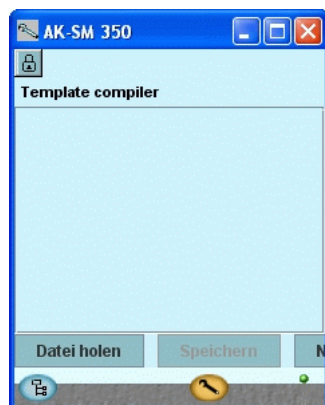 AK-SM 350
Template compiler
Datei holen
Speichern
N